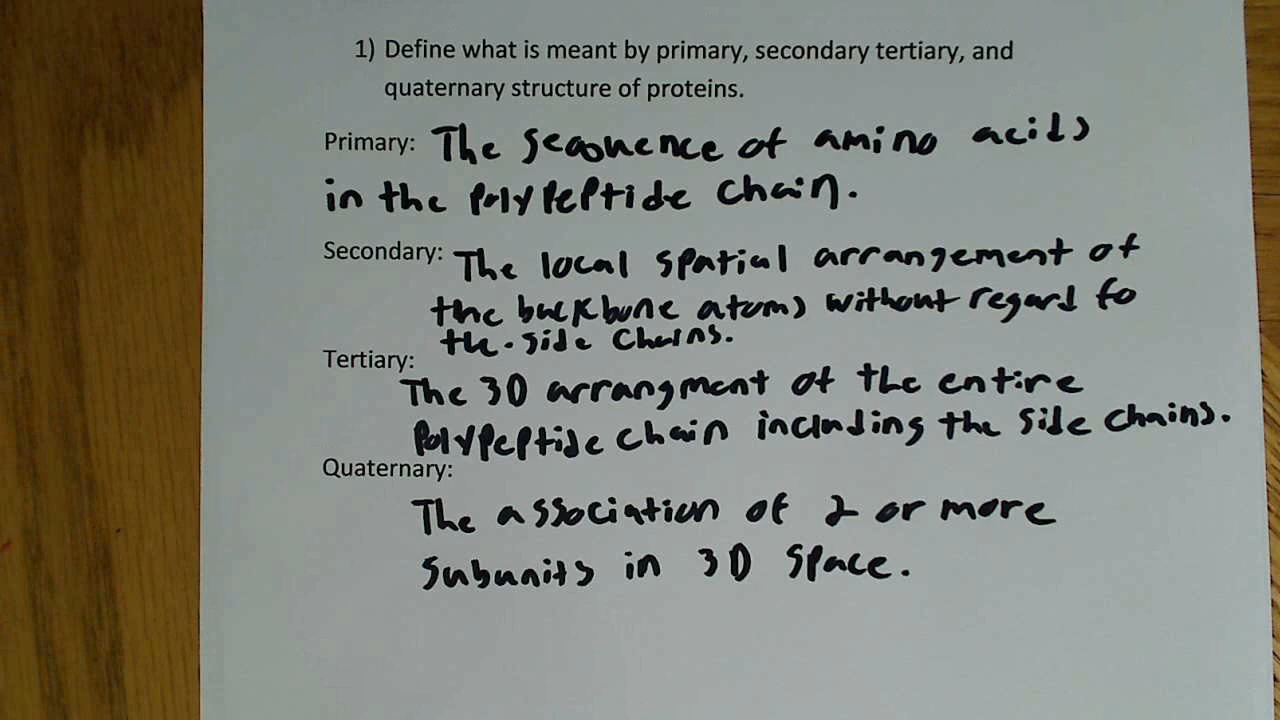 1) Define what is meant by primary, secondary tertiary, and
quaternary structure of proteins.
Primary: The sequence of amino acids
in the polypeptide chain.
Secondary: The local spatial arrangement of
the backbone atoms without regard to
the side chains.
Tertiary:
The 3D arrangment of the entire
polypeptide chain including the side chains.
Quaternary:
The association of 2 or more
subunits in 3D space.